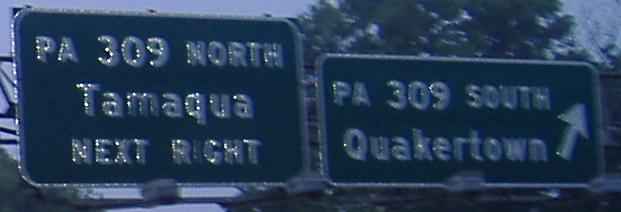 PA 309 NORTH
Tamaqua
NEXT RIGHT
PA 309 SOUTH
Quakertown